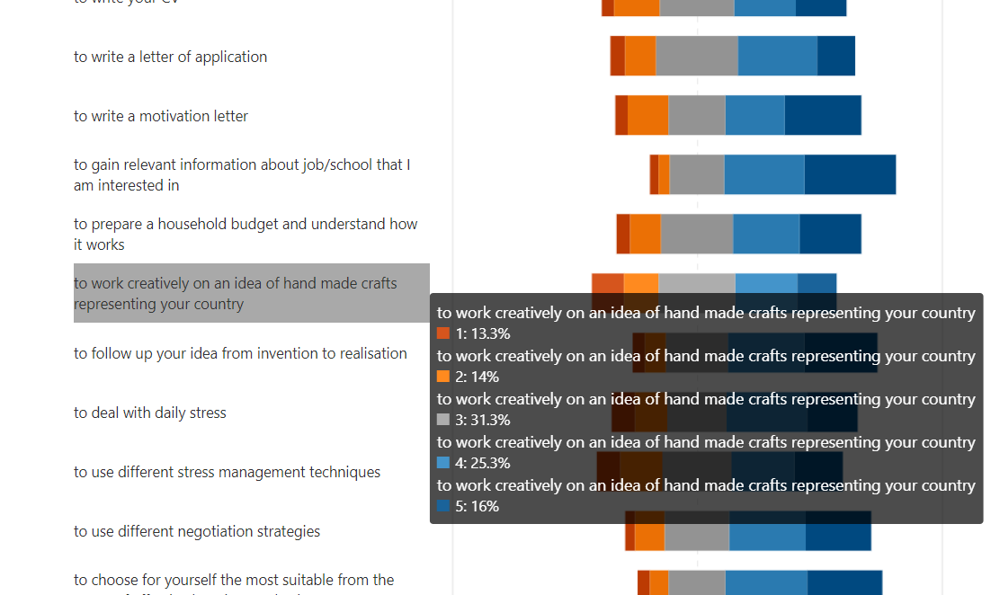 to write your CV
to write a letter of application
to write a motivation letter
to gain relevant information about job/school that I
am interested in
to prepare a household budget and understand how
it works
to work creatively on an idea of hand made crafts
representing your country
to work creatively on an idea of hand made crafts representing your country
1: 13.3%
to work creatively on an idea of hand made crafts representing your country
2: 14%
to work creatively on an idea of hand made crafts representing your country
3: 31.3%
to work creatively on an idea of hand made crafts representing your country
4: 25.3%
to work creatively on an idea of hand made crafts representing your country
5: 16%
to follow up your idea from invention to realisation
to deal with daily stress
to use different stress management techniques
to use different negotiation strategies
to choose for yourself the most suitable from the